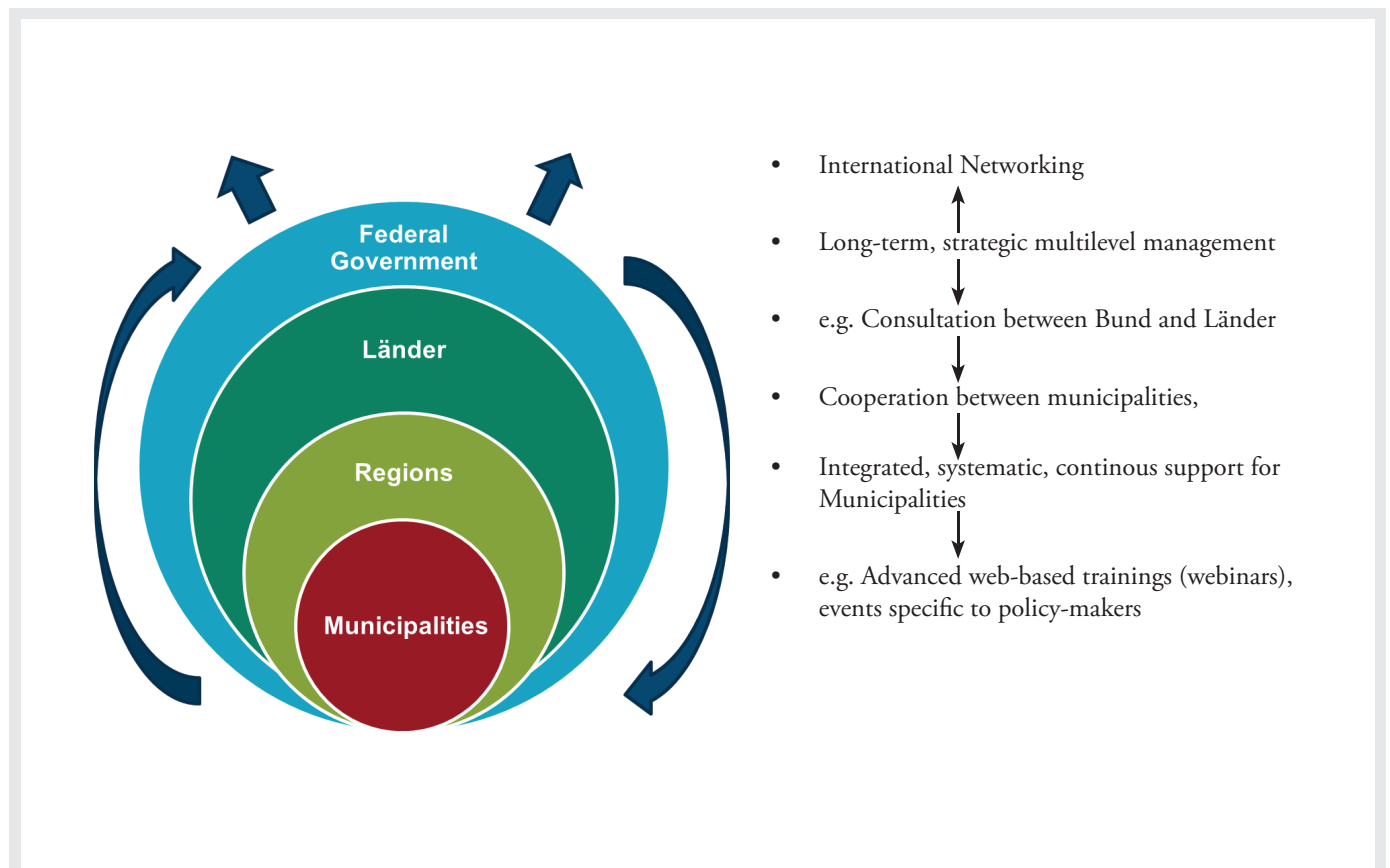 Federal
Government
Länder
Regions
Municipalities
• International Networking
• Long-term, strategic multilevel management
• e.g. Consultation between Bund and Länder
• Cooperation between municipalities,
• Integrated, systematic, continous support for
Municipalities
• e.g. Advanced web-based trainings (webinars),
events specific to policy-makers